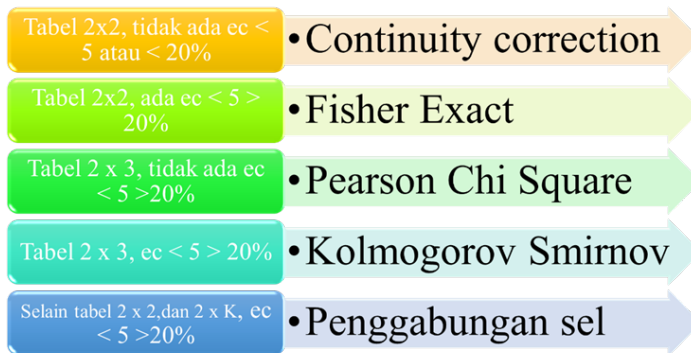 Tabel 2x2, tidak ada ec <
5 atau < 20%
•Continuity correction
Tabel 2x2, ada ec < 5 >
20%
•Fisher Exact
Tabel 2 x 3, tidak ada ec
< 5 >20%
•Pearson Chi Square
Tabel 2 x 3, ec < 5 > 20%
•Kolmogorov Smirnov
Selain tabel 2 x 2,dan 2 x K, ec
< 5 >20%
•Penggabungan sel